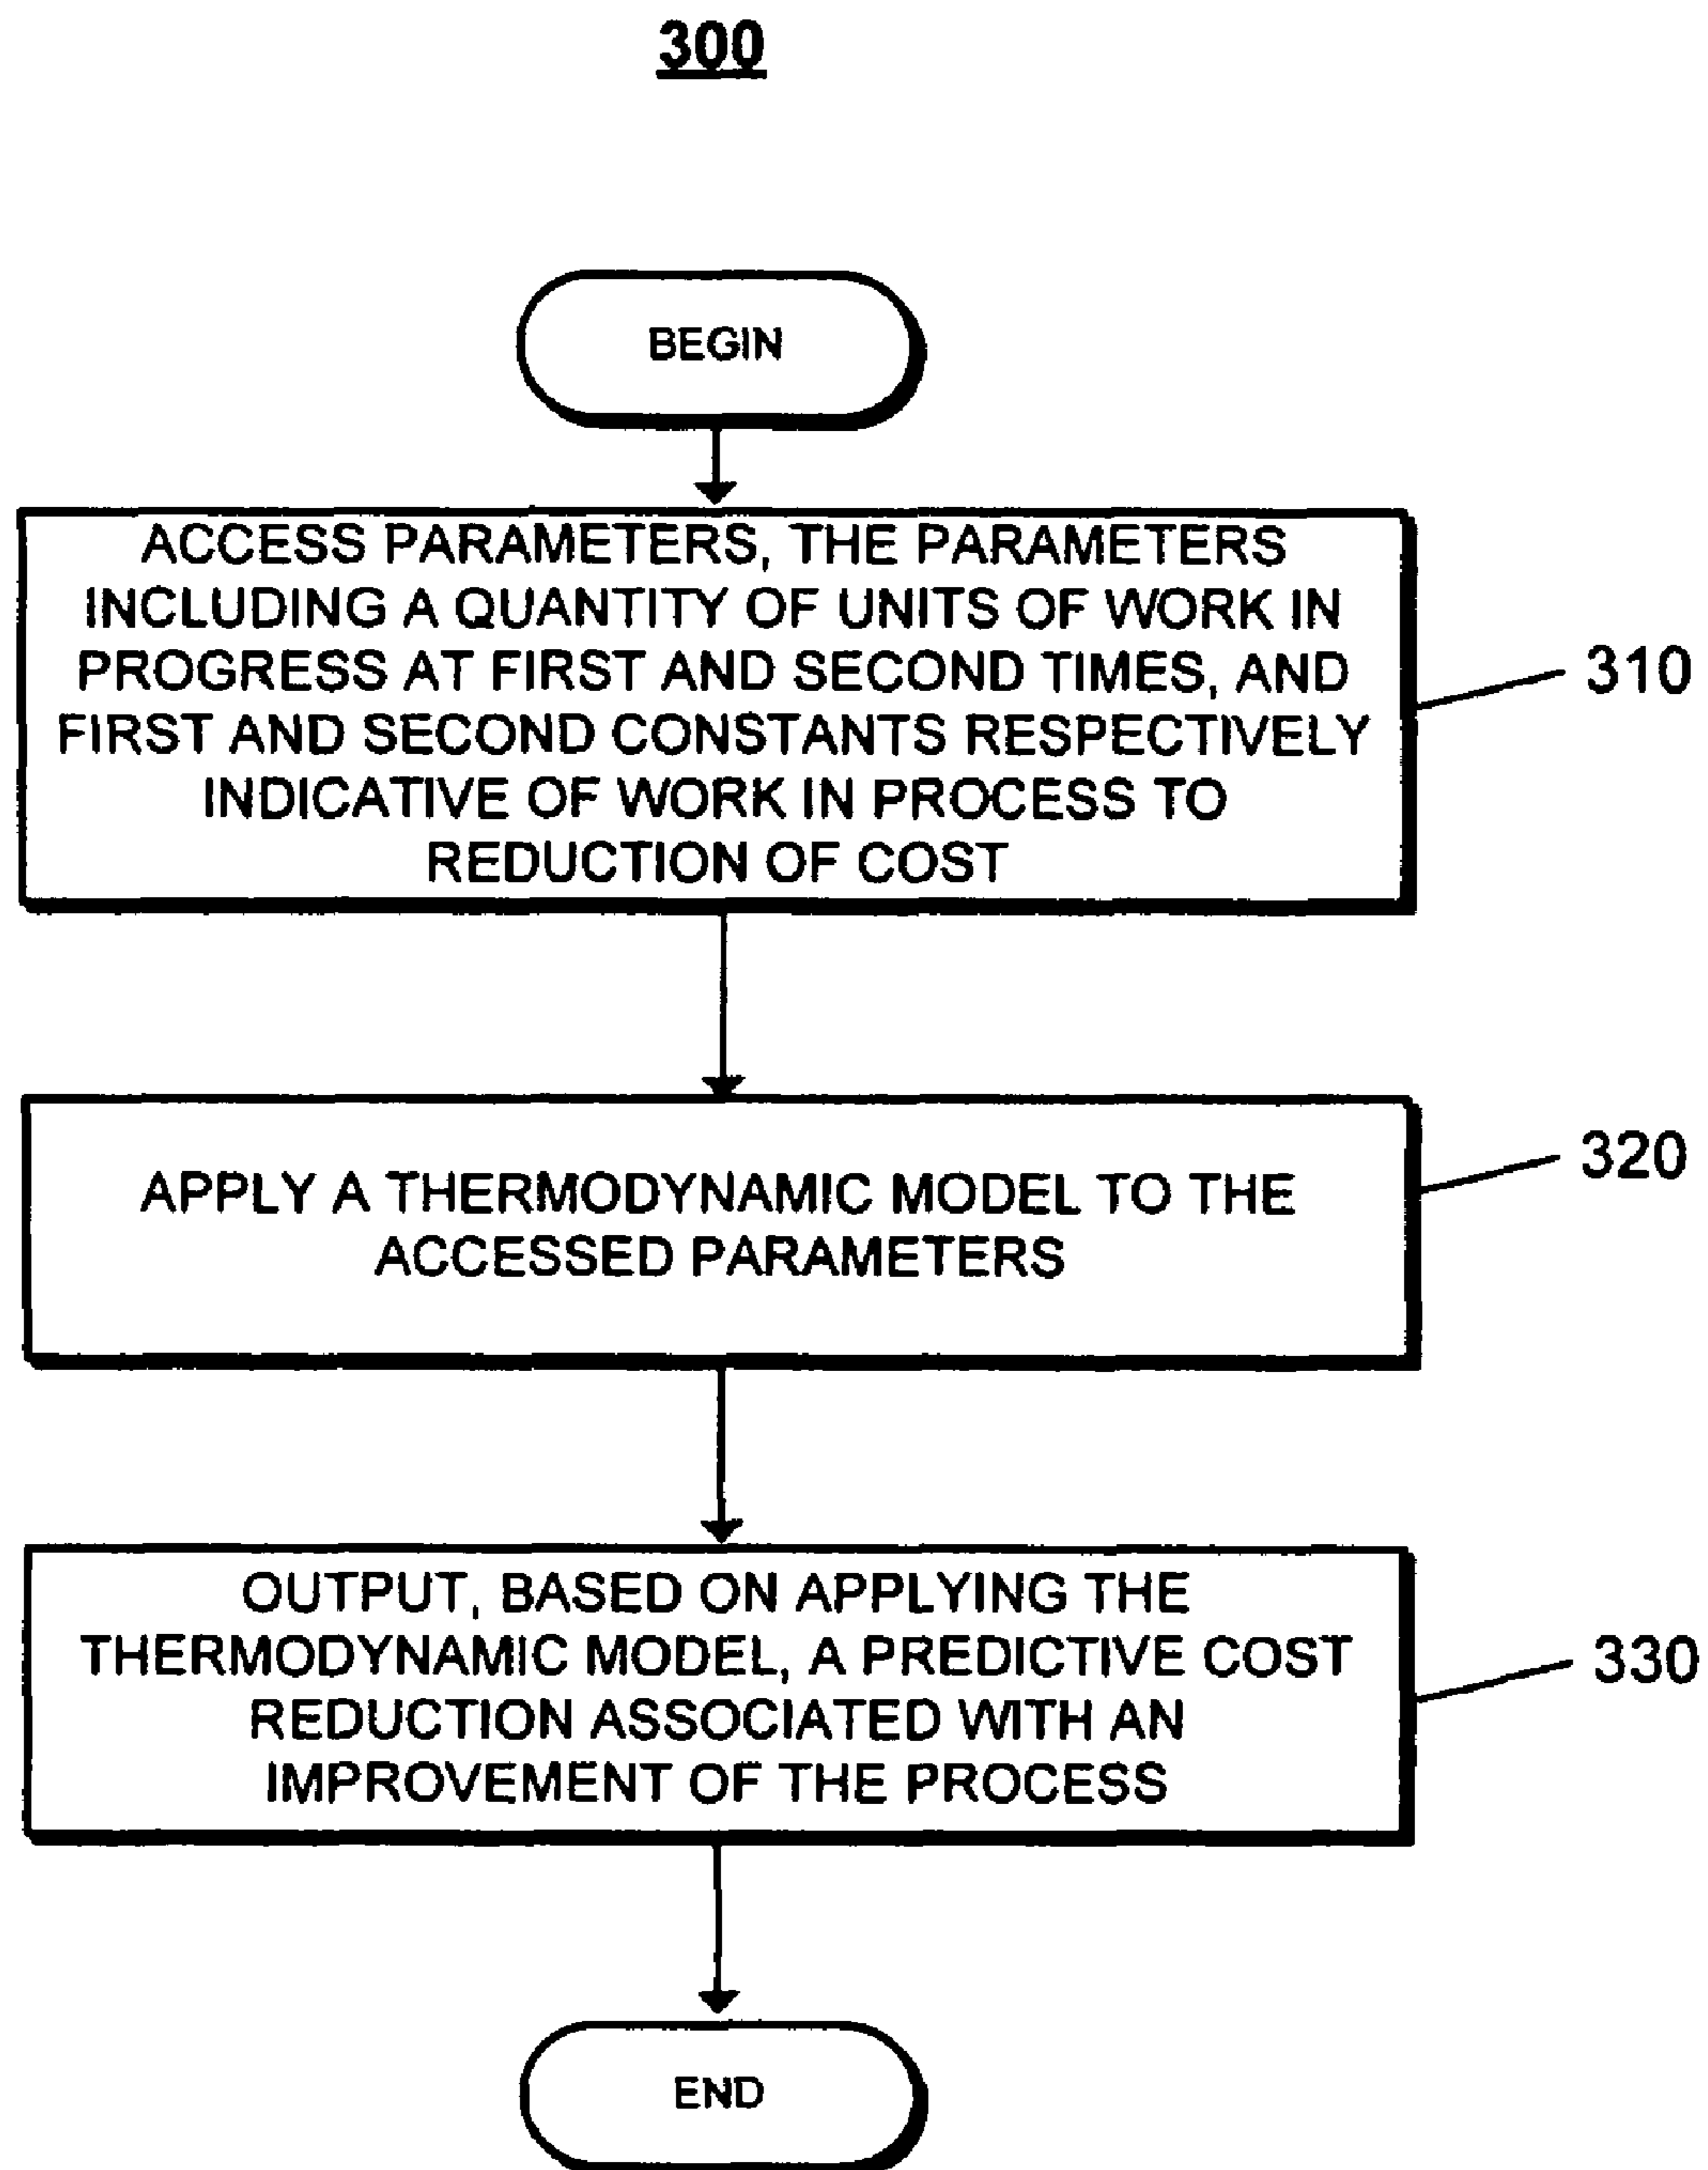 300
BEGIN
ACCESS PARAMETERS, THE PARAMETERS
INCLUDING A QUANTITY OF UNITS OF WORK IN
PROGRESS AT FIRST AND SECOND TIMES, AND
FIRST AND SECOND CONSTANTS RESPECTIVELY
INDICATIVE OF WORK IN PROCESS TO
REDUCTION OF COST
310
APPLY A THERMODYNAMIC MODEL TO THE
ACCESSED PARAMETERS
320
OUTPUT, BASED ON APPLYING THE
THERMODYNAMIC MODEL, A PREDICTIVE COST
REDUCTION ASSOCIATED WITH AN
IMPROVEMENT OF THE PROCESS
330
END